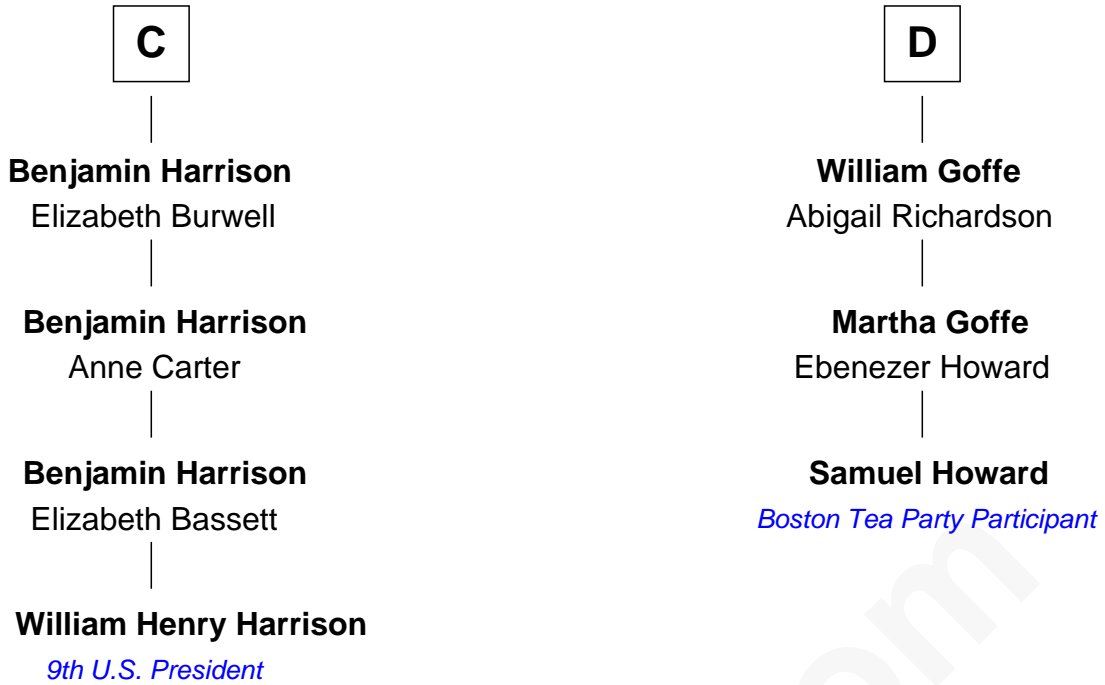 C
Benjamin Harrison
Elizabeth Burwell
Benjamin Harrison
Anne Carter
Benjamin Harrison
Elizabeth Bassett
William Henry Harrison
9th U.S. President
D
William Goffe
Abigail Richardson
Martha Goffe
Ebenezer Howard
Samuel Howard
Boston Tea Party Participant
om